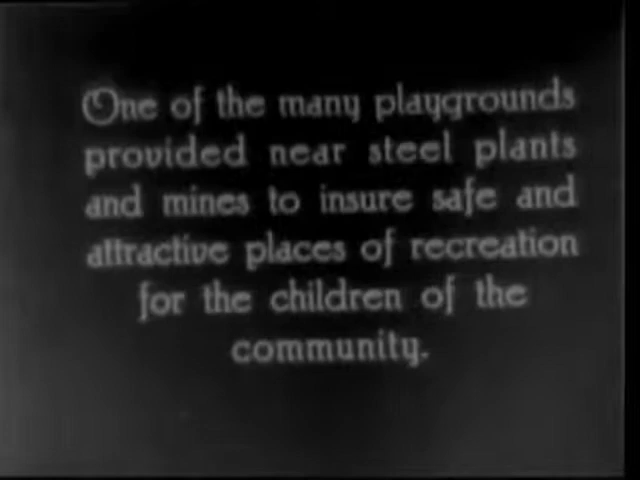 One of the many playgrounds
provided near steel plants
and mines to insure safe and
attractive places of recreation
for the children of the
community.